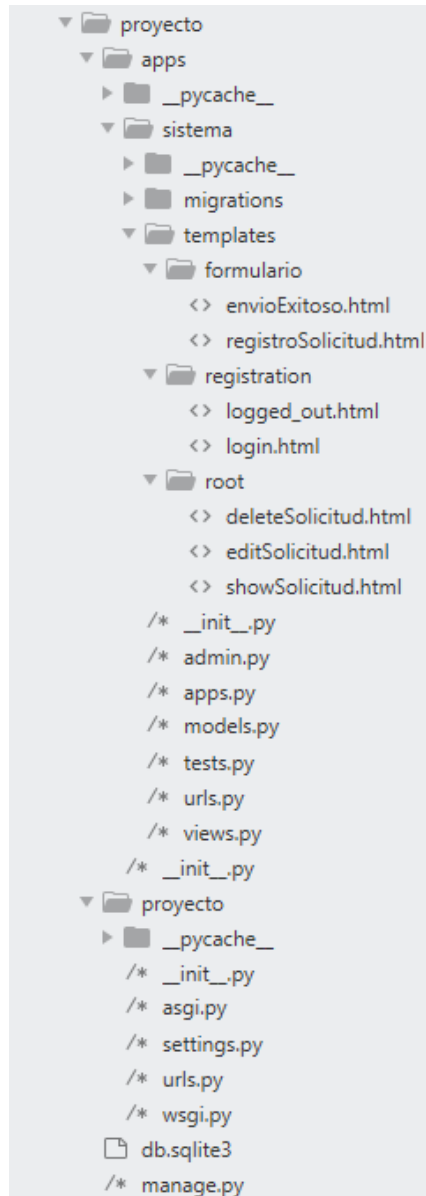 proyecto
apps
__pycache__
sistema
__pycache__
migrations
templates
formulario
<> envioExitoso.html
<> registroSolicitud.html
registration
<> logged_out.html
<> login.html
root
<> deleteSolicitud.html
<> editSolicitud.html
<> showSolicitud.html
/* __init__.py
/* admin.py
/* apps.py
/* models.py
/* tests.py
/* urls.py
/* views.py
/* __init__.py
proyecto
__pycache__
/* __init__.py
/* asgi.py
/* settings.py
/* urls.py
/* wsgi.py
db.sqlite3
/* manage.py